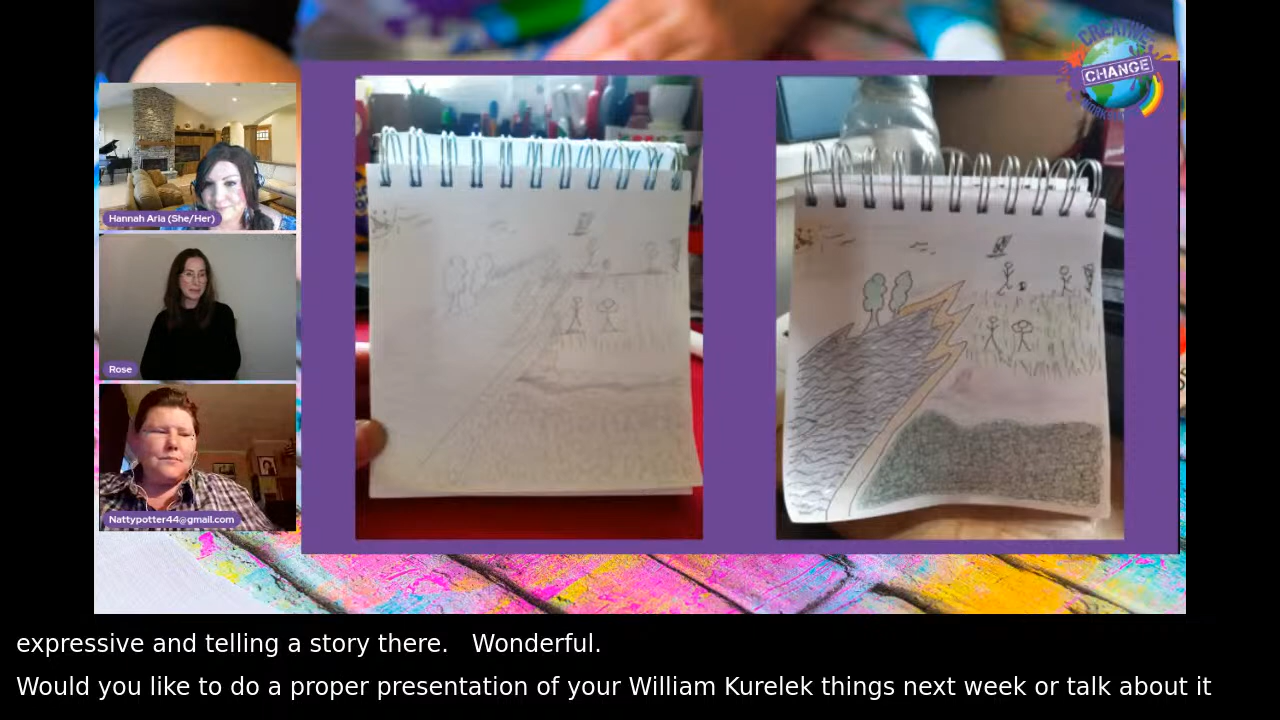 CREATIVE
CHANGE
Hannah Aria (She/Her)
Rose
Nattypotter44@gmail.com
expressive and telling a story there. Wonderful.
Would you like to do a proper presentation of your William Kurelek things next week or talk about it